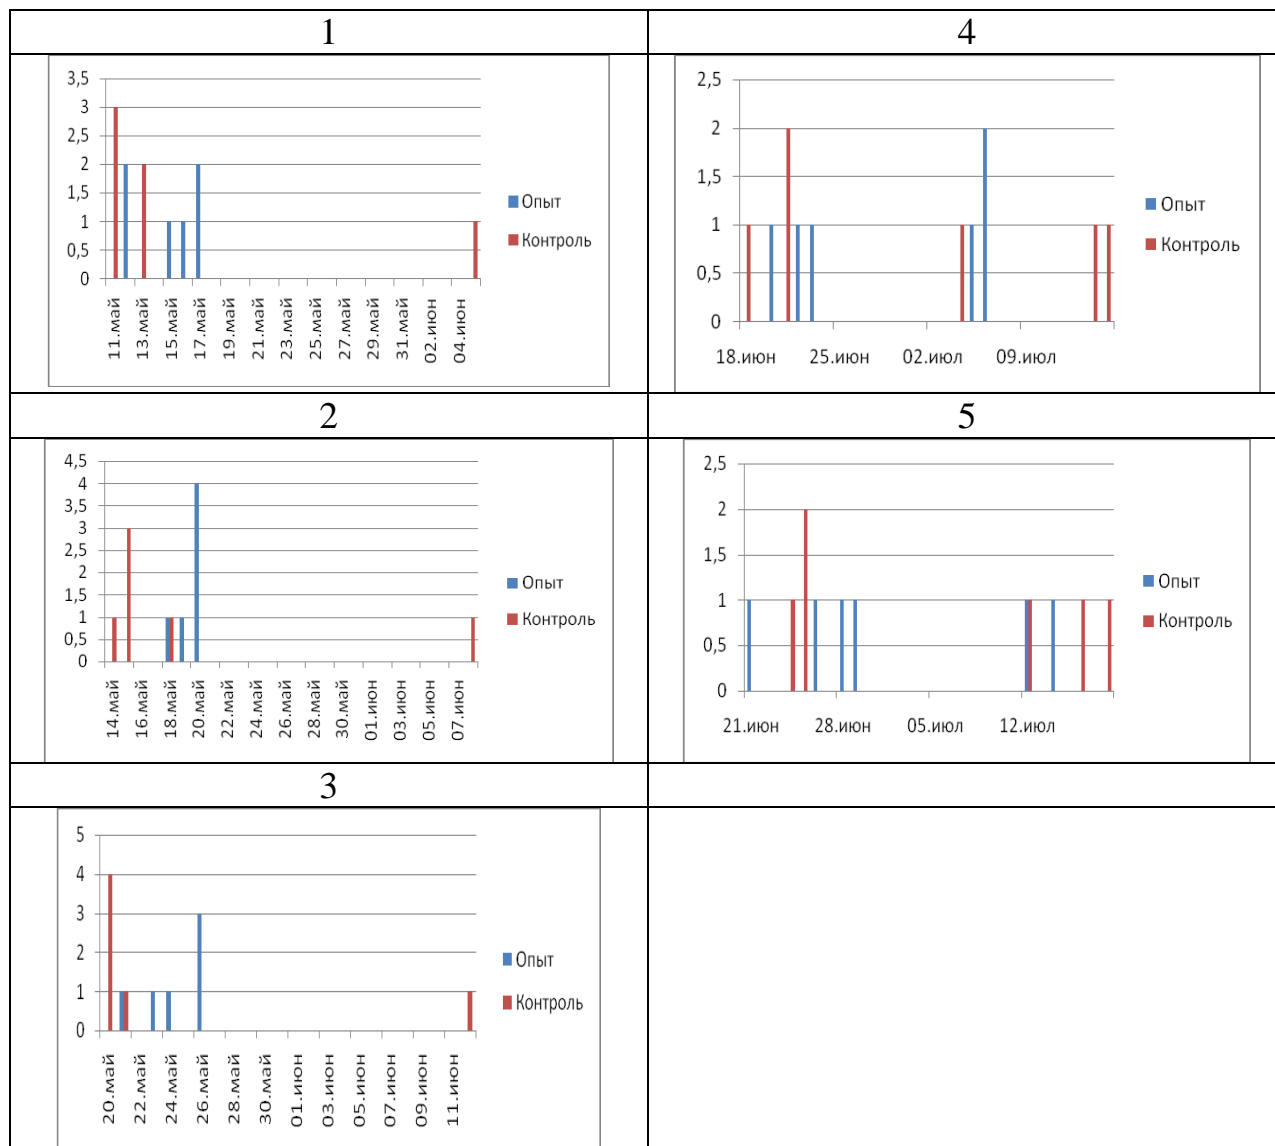 1
3,5
3
2,5
2
1,5
1
0,5
0
11.май 13.май 15.май 17.май 19.май 21.май 23.май 25.май 27.май 29.май 31.май 02.июн 04.июн
Опыт
Контроль
4
2,5
2
1,5
1
0,5
0
18.июн 25.июн 02.июл 09.июл
Опыт
Контроль
2
4,5
4
3,5
3
2,5
2
1,5
1
0,5
0
14.май 16.май 18.май 20.май 22.май 24.май 26.май 28.май 30.май 01.июн 03.июн 05.июн 07.июн
Опыт
Контроль
5
2,5
2
1,5
1
0,5
0
21.июн 28.июн 05.июл 12.июл
Опыт
Контроль
3
5
4
3
2
1
0
20.май 22.май 24.май 26.май 28.май 30.май 01.июн 03.июн 05.июн 07.июн 09.июн 11.июн
Опыт
Контроль